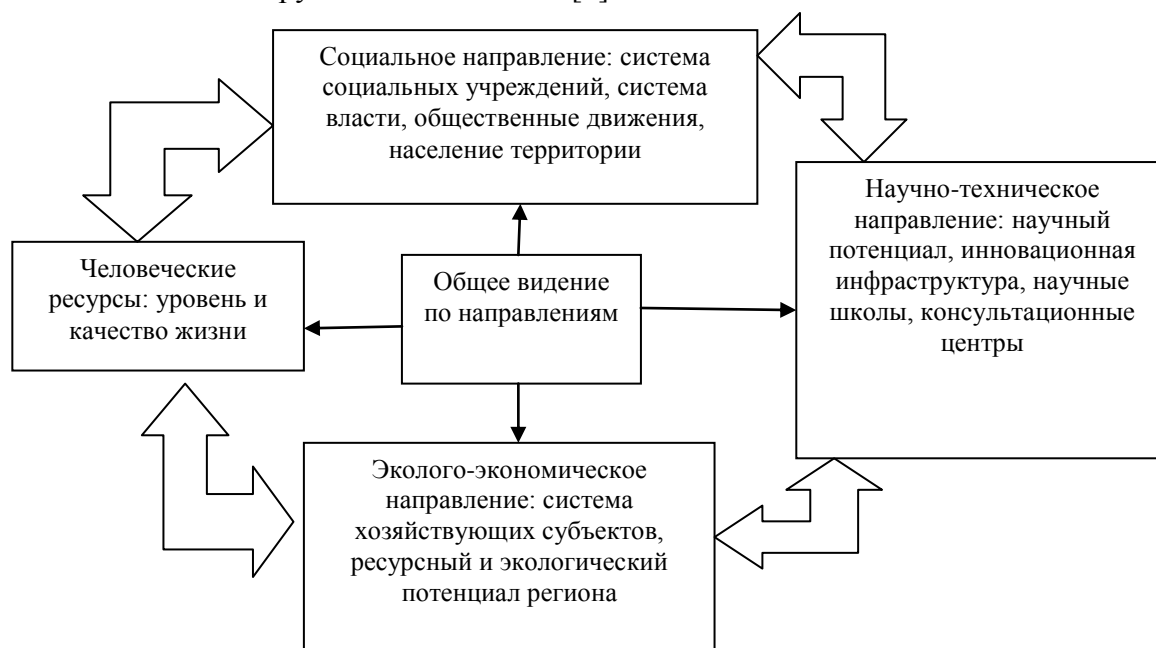 Социальное направление: система
социальных учреждений, система
власти, общественные движения,
население территории
Научно-техническое
направление: научный
потенциал, инновационная
инфраструктура, научные
школы, консультационные
центры
Человеческие
ресурсы: уровень и
качество жизни
Общее видение
по направлениям
Эколого-экономическое
направление: система
хозяйствующих субъектов,
ресурсный и экологический
потенциал региона